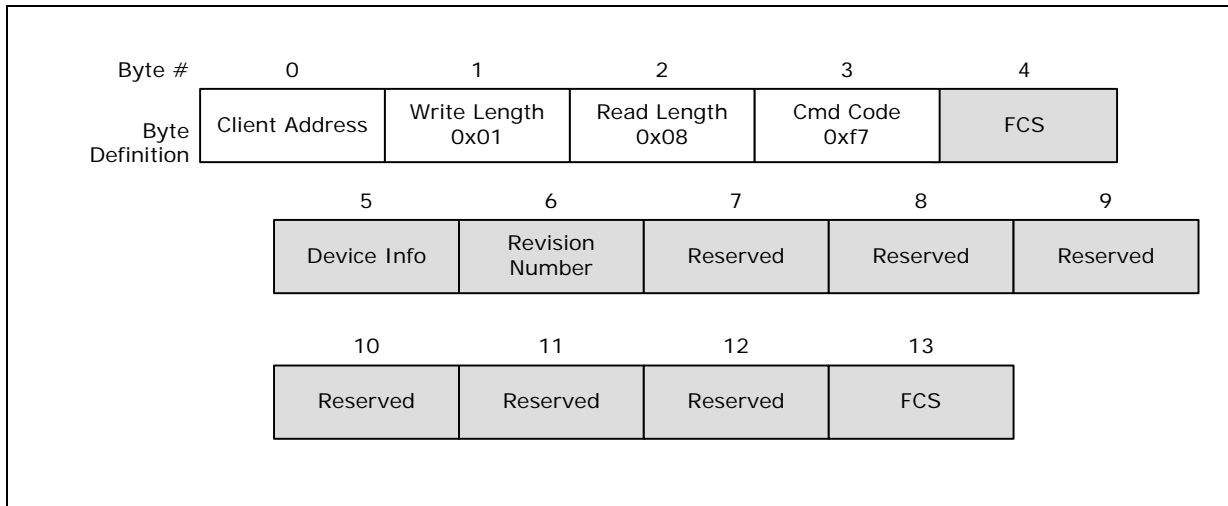 Byte # 0 1 2 3 4
Byte Definition
Client Address
Write Length
0x01
Read Length
0x08
Cmd Code
0xf7
FCS
5 6 7 8 9
Device Info
Revision
Number
Reserved
Reserved
Reserved
10 11 12 13
Reserved
Reserved
Reserved
FCS